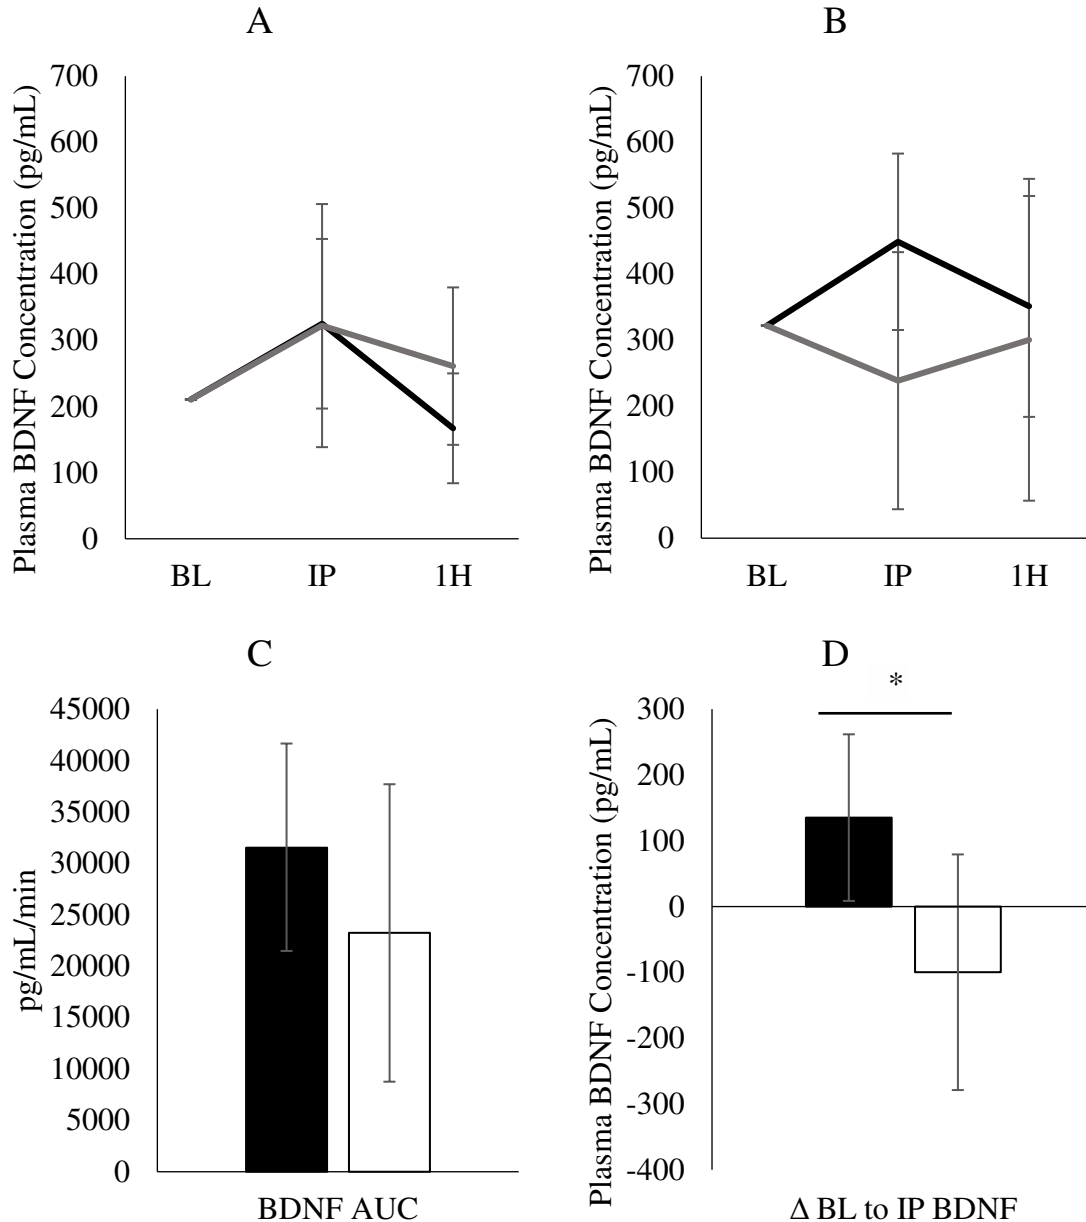 A
Plasma BDNF Concentration (pg/mL)
700
600
500
400
300
200
100
0
BL IP 1H
B
Plasma BDNF Concentration (pg/mL)
700
600
500
400
300
200
100
0
BL IP 1H
C
pg/mL/min
45000
40000
35000
30000
25000
20000
15000
10000
5000
0
BDNF AUC
D
*
Plasma BDNF Concentration (pg/mL)
300
200
100
0
-100
-200
-300
-400
Δ BL to IP BDNF